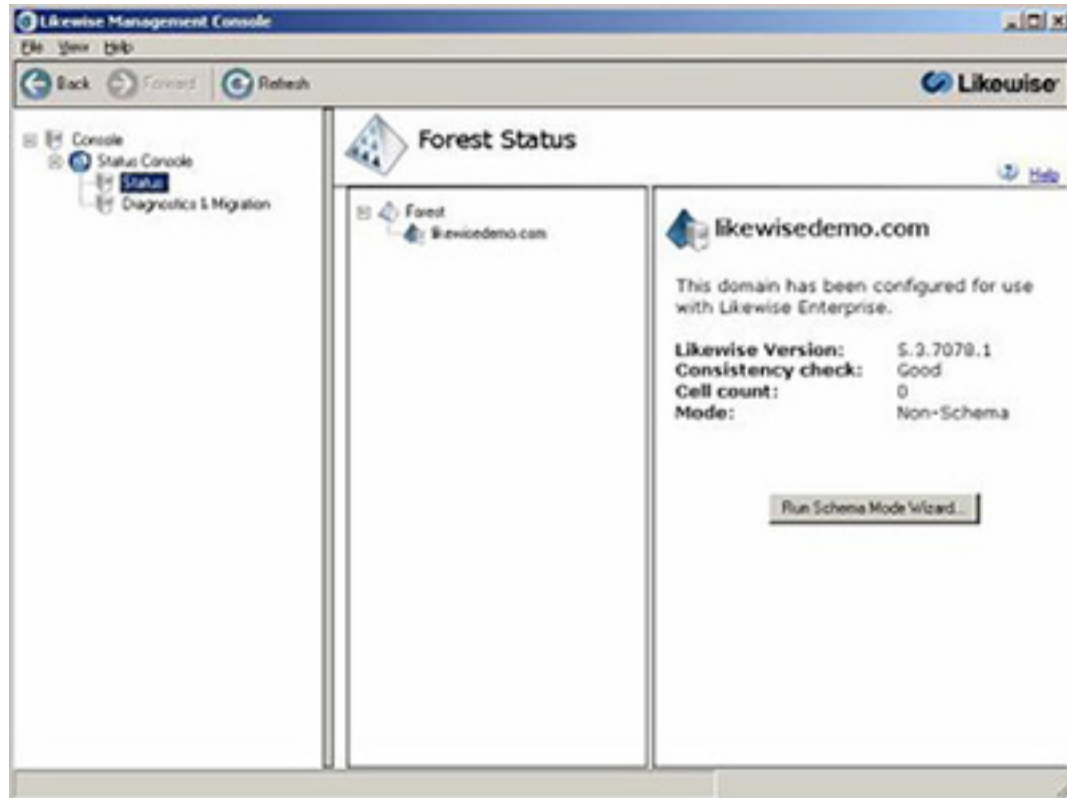 Likewise Management Console
File View Help
Back Forward Refresh
Likewise
Console
Status Console
Status
Diagnostics & Migration
Forest Status
Help
Forest
likewisedemo.com
likewisedemo.com
This domain has been configured for use
with Likewise Enterprise.
Likewise Version: 5.3.7078.1
Consistency check: Good
Cell count: 0
Mode: Non-Schema
Run Schema Mode Wizard...